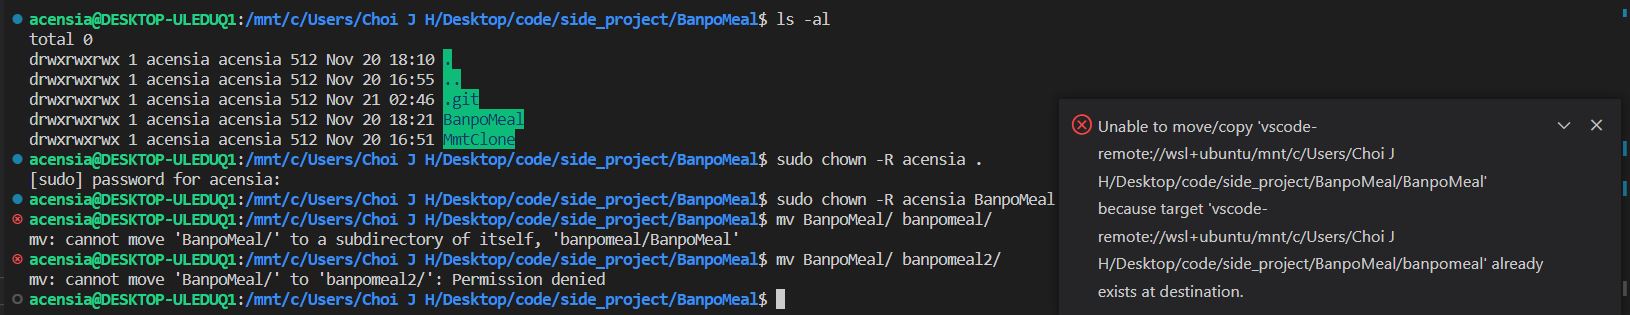 acensia@DESKTOP-ULEDUQ1:/mnt/c/Users/Choi J H/Desktop/code/side_project/BanpoMeal$ ls -al
total 0
drwxrwxrwx 1 acensia acensia 512 Nov 20 18:10 .
drwxrwxrwx 1 acensia acensia 512 Nov 20 16:55 ..
drwxrwxrwx 1 acensia acensia 512 Nov 21 02:46 .git
drwxrwxrwx 1 acensia acensia 512 Nov 20 18:21 BanpoMeal
drwxrwxrwx 1 acensia acensia 512 Nov 20 16:51 MmtClone
acensia@DESKTOP-ULEDUQ1:/mnt/c/Users/Choi J H/Desktop/code/side_project/BanpoMeal$ sudo chown -R acensia .
[sudo] password for acensia:
acensia@DESKTOP-ULEDUQ1:/mnt/c/Users/Choi J H/Desktop/code/side_project/BanpoMeal$ sudo chown -R acensia BanpoMeal
acensia@DESKTOP-ULEDUQ1:/mnt/c/Users/Choi J H/Desktop/code/side_project/BanpoMeal$ mv BanpoMeal/ banpomeal/
mv: cannot move 'BanpoMeal/' to a subdirectory of itself, 'banpomeal/BanpoMeal'
acensia@DESKTOP-ULEDUQ1:/mnt/c/Users/Choi J H/Desktop/code/side_project/BanpoMeal$ mv BanpoMeal/ banpomeal2/
mv: cannot move 'BanpoMeal/' to 'banpomeal2/': Permission denied
acensia@DESKTOP-ULEDUQ1:/mnt/c/Users/Choi J H/Desktop/code/side_project/BanpoMeal$
Unable to move/copy 'vscode-
remote://wsl+ubuntu/mnt/c/Users/Choi J
H/Desktop/code/side_project/BanpoMeal/BanpoMeal'
because target 'vscode-
remote://wsl+ubuntu/mnt/c/Users/Choi J
H/Desktop/code/side_project/BanpoMeal/banpomeal' already
exists at destination.